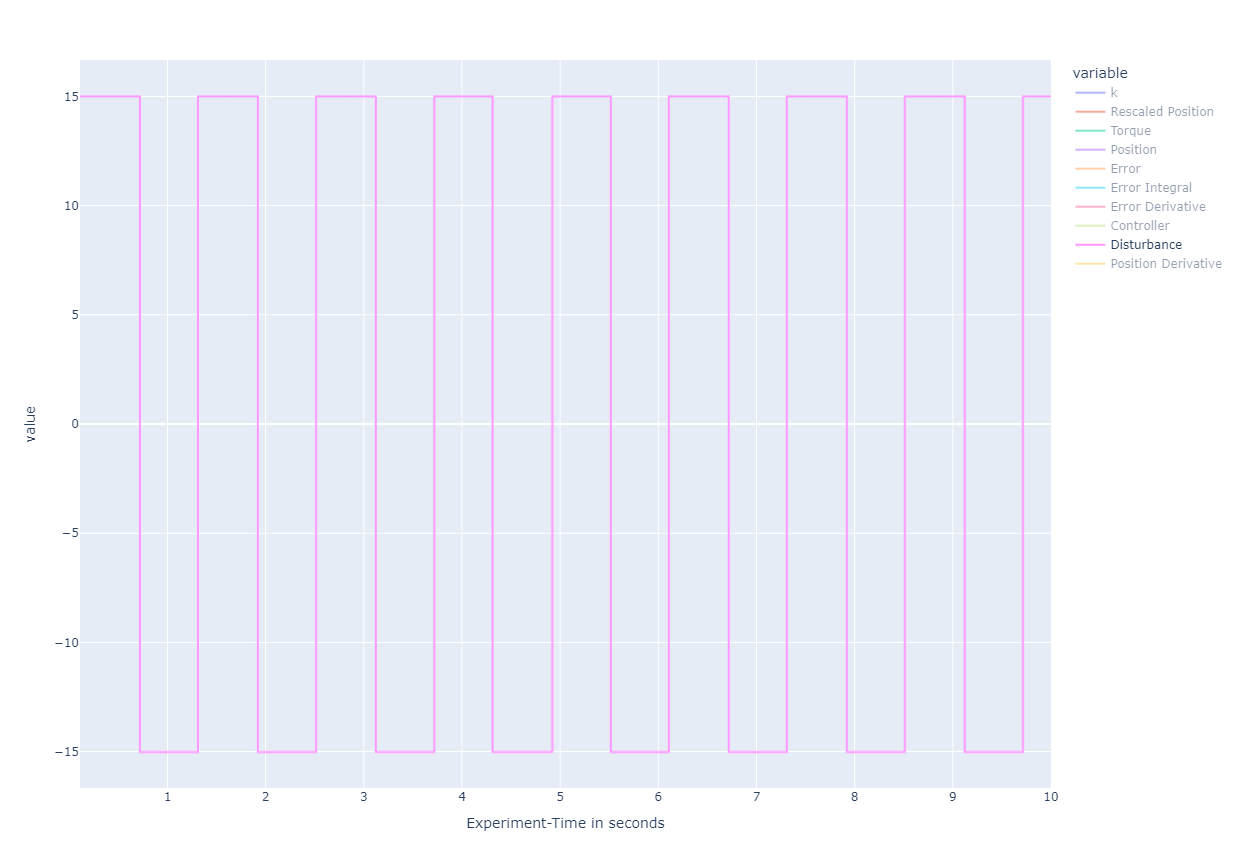 variable
k
Rescaled Position
Torque
Position
Error
Error Integral
Error Derivative
Controller
Disturbance
Position Derivative
value
15
10
5
0
−5
−10
−15
1 2 3 4 5 6 7 8 9 10
Experiment-Time in seconds